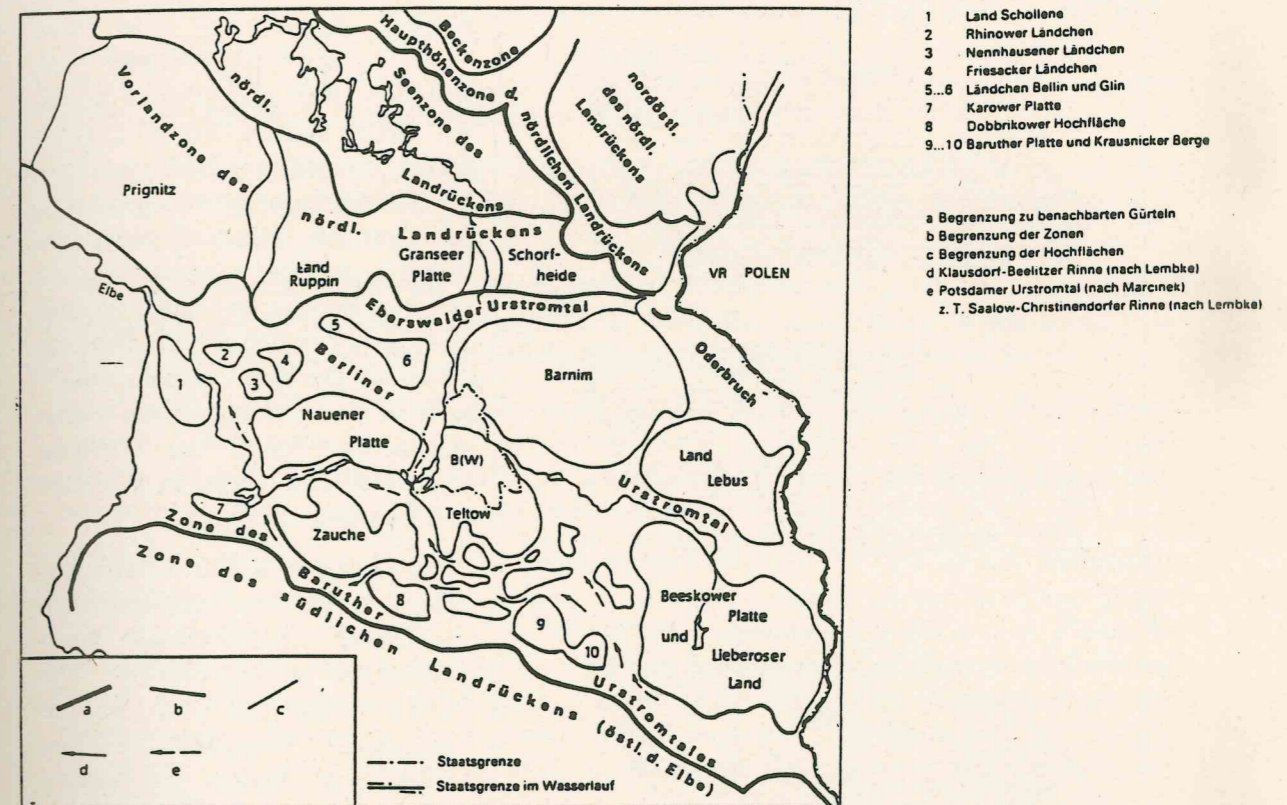 Beckenzone
Haupthöhenzone d. nördlichen Landrückens
Seenzone des
Landrückens
nördl.
nordöstl.
des nördl.
Landrückens
Vorlandzone des
nördl. Landrückens
Prignitz
Land
Ruppin
Granseer
Platte
Schorf-
heide
VR POLEN
Elbe
Eberswalder Urstromtal
Oderbruch
Berliner
Urstromtal
1
2
3
4
5
6
Barnim
Nauener
Platte
B(W)
Land
Lebus
Teltow
7
Zauche
8
9
10
Beeskower
Platte
und
Lieberoser
Land
Zone des Baruther Urstromtales
Zone des südlichen Landrückens (östl. d. Elbe)
a
b
c
d
e
Staatsgrenze
Staatsgrenze im Wasserlauf
1 Land Schollene
2 Rhinower Ländchen
3 Nennhausener Ländchen
4 Friesacker Ländchen
5...6 Ländchen Bellin und Glin
7 Karower Platte
8 Dobbrikower Hochfläche
9...10 Baruther Platte und Krausnicker Berge
a Begrenzung zu benachbarten Gürteln
b Begrenzung der Zonen
c Begrenzung der Hochflächen
d Klausdorf-Beelitzer Rinne (nach Lembke)
e Potsdamer Urstromtal (nach Marcinek)
z. T. Saalow-Christinendorfer Rinne (nach Lembke)